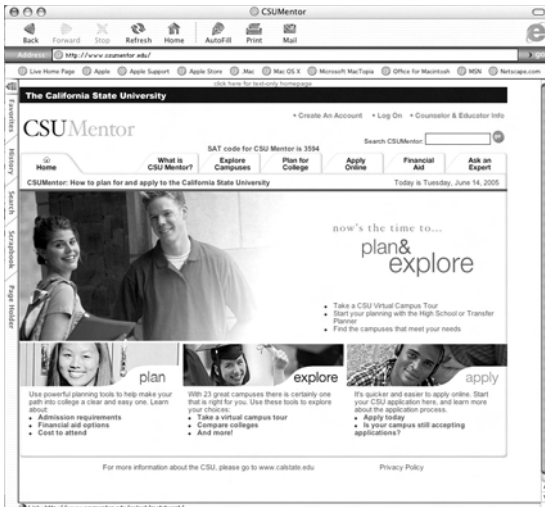 CSUMentor
Back Forward Stop Refresh Home AutoFill Print Mail
Address: http://www.csumentor.edu/ go
Live Home Page Apple Apple Support Apple Store .Mac Mac OS X Microsoft MacTopia Office for Macintosh MSN Netscape.com
Favorites
History
Search
Scrapbook
Page Holder
click here for text-only homepage
The California State University
• Create An Account • Log On • Counselor & Educator Info
CSUMentor
Search CSUMentor:
SAT code for CSU Mentor is 3594
Home
What is CSU Mentor?
Explore Campuses
Plan for College
Apply Online
Financial Aid
Ask an Expert
CSUMentor: How to plan for and apply to the California State University
Today is Tuesday, June 14, 2005
now's the time to...
plan&
explore
• Take a CSU Virtual Campus Tour
• Start your planning with the High School or Transfer
Planner
• Find the campuses that meet your needs
plan
Use powerful planning tools to help make your
path into college a clear and easy one. Learn
about:
• Admission requirements
• Financial aid options
• Cost to attend
explore
With 23 great campuses there is certainly one
that is right for you. Use these tools to explore
your choices:
• Take a virtual campus tour
• Compare colleges
• And more!
apply
It's quicker and easier to apply online. Start
your CSU application here, and learn more
about the application process.
• Apply today
• Is your campus still accepting
applications?
For more information about the CSU, please go to www.calstate.edu
Privacy Policy